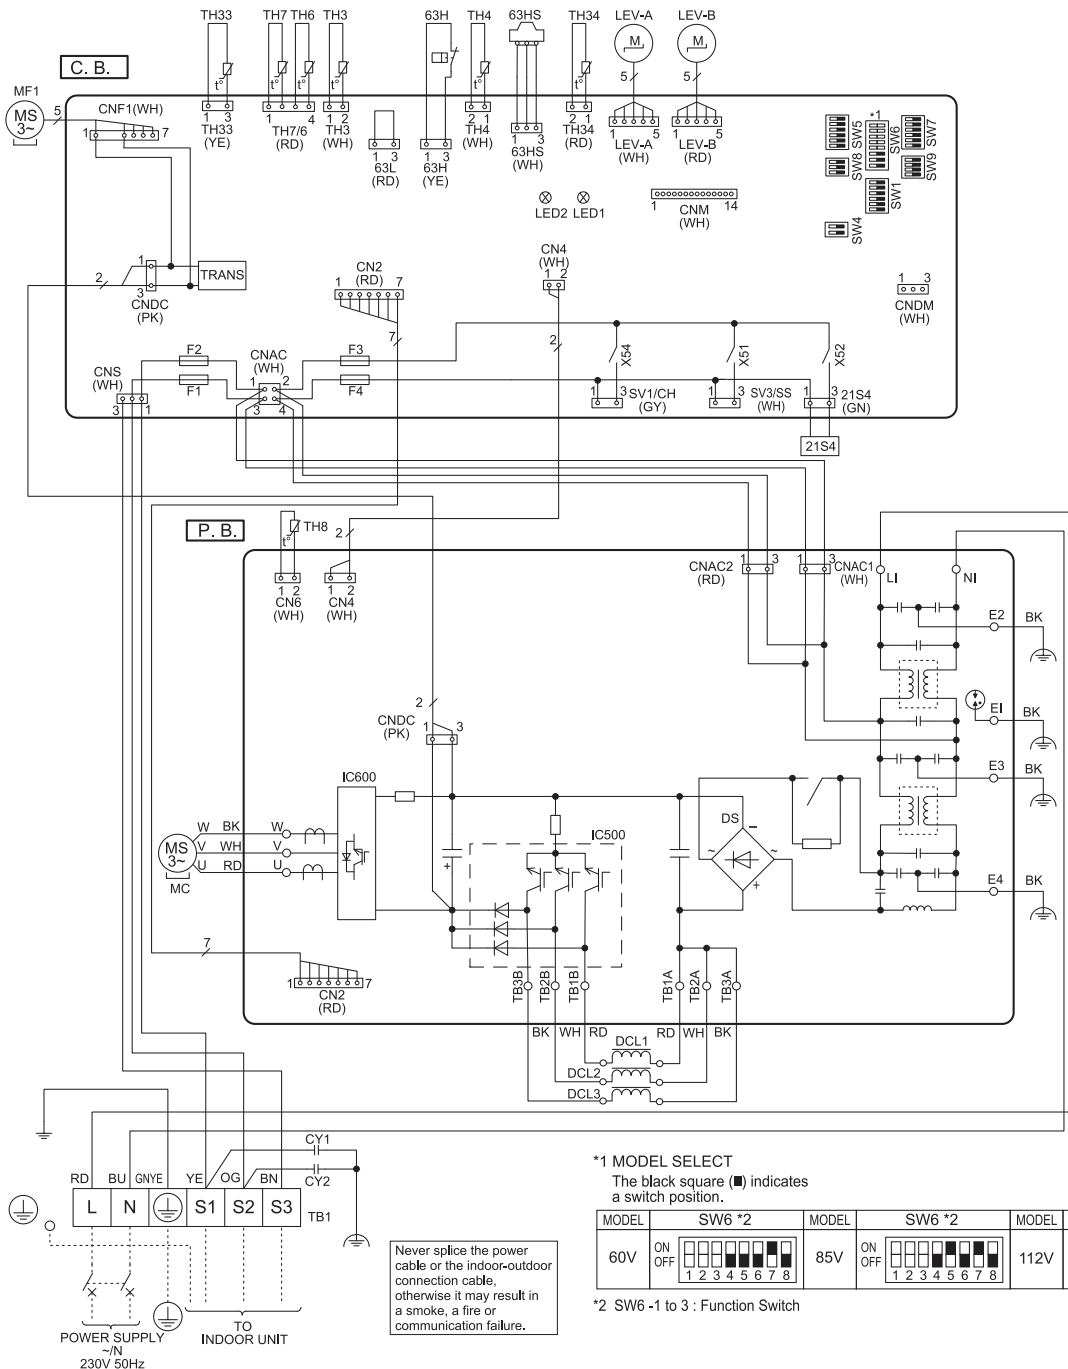 TH33 TH7 TH6 TH3 63H TH4 63HS TH34 LEV-A LEV-B
C. B.
MF1
MS 3~
5
CNF1(WH)
1 7
t° t° t° t° t° t°
M M
5 5
1 3
TH33
(YE)
1 4
TH7/6
(RD)
1 2
TH3
(WH)
1 3
63L
(RD)
1 3
63H
(YE)
2 1
TH4
(WH)
1 3
63HS
(WH)
2 1
TH34
(RD)
1 5
LEV-A
(WH)
1 5
LEV-B
(RD)
*1
SW5
SW6
SW7
SW8
SW9
SW1
SW4
LED2 LED1
1 CNM 14
(WH)
CN4
(WH)
1 2
2
1
3
CNDC
(PK)
TRANS
CN2
(RD)
1 7
7
2
1 3
CNDM
(WH)
CNS
(WH)
3 1
F2
F1
CNAC
(WH)
1 2
3 4
F3
F4
X54
X51
X52
1 3
SV1/CH
(GY)
1 3
SV3/SS
(WH)
1 3
21S4
(GN)
21S4
P. B.
TH8
t°
2
1 2
CN6
(WH)
1 2
CN4
(WH)
CNAC2
(RD)
1 3
1 3
CNAC1
(WH)
LI
NI
E2 BK
EI BK
E3 BK
E4 BK
2
CNDC
(PK)
1 3
IC600
IC500
DS
~ ~
−
+
+
MS 3~
MC
W BK W
V WH V
U RD U
7
1 7
CN2
(RD)
TB3B TB2B TB1B TB1A TB2A TB3A
BK WH RD RD WH BK
DCL1
DCL2
DCL3
CY1
CY2
RD BU GNYE YE OG BN
L N S1 S2 S3
TB1
POWER SUPPLY
~/N
230V 50Hz
TO
INDOOR UNIT
Never splice the power
cable or the indoor-outdoor
connection cable,
otherwise it may result in
a smoke, a fire or
communication failure.
*1 MODEL SELECT
The black square (■) indicates
a switch position.
MODEL SW6 *2 MODEL SW6 *2 MODEL
60V ON OFF 1 2 3 4 5 6 7 8 85V ON OFF 1 2 3 4 5 6 7 8 112V
*2 SW6 -1 to 3 : Function Switch